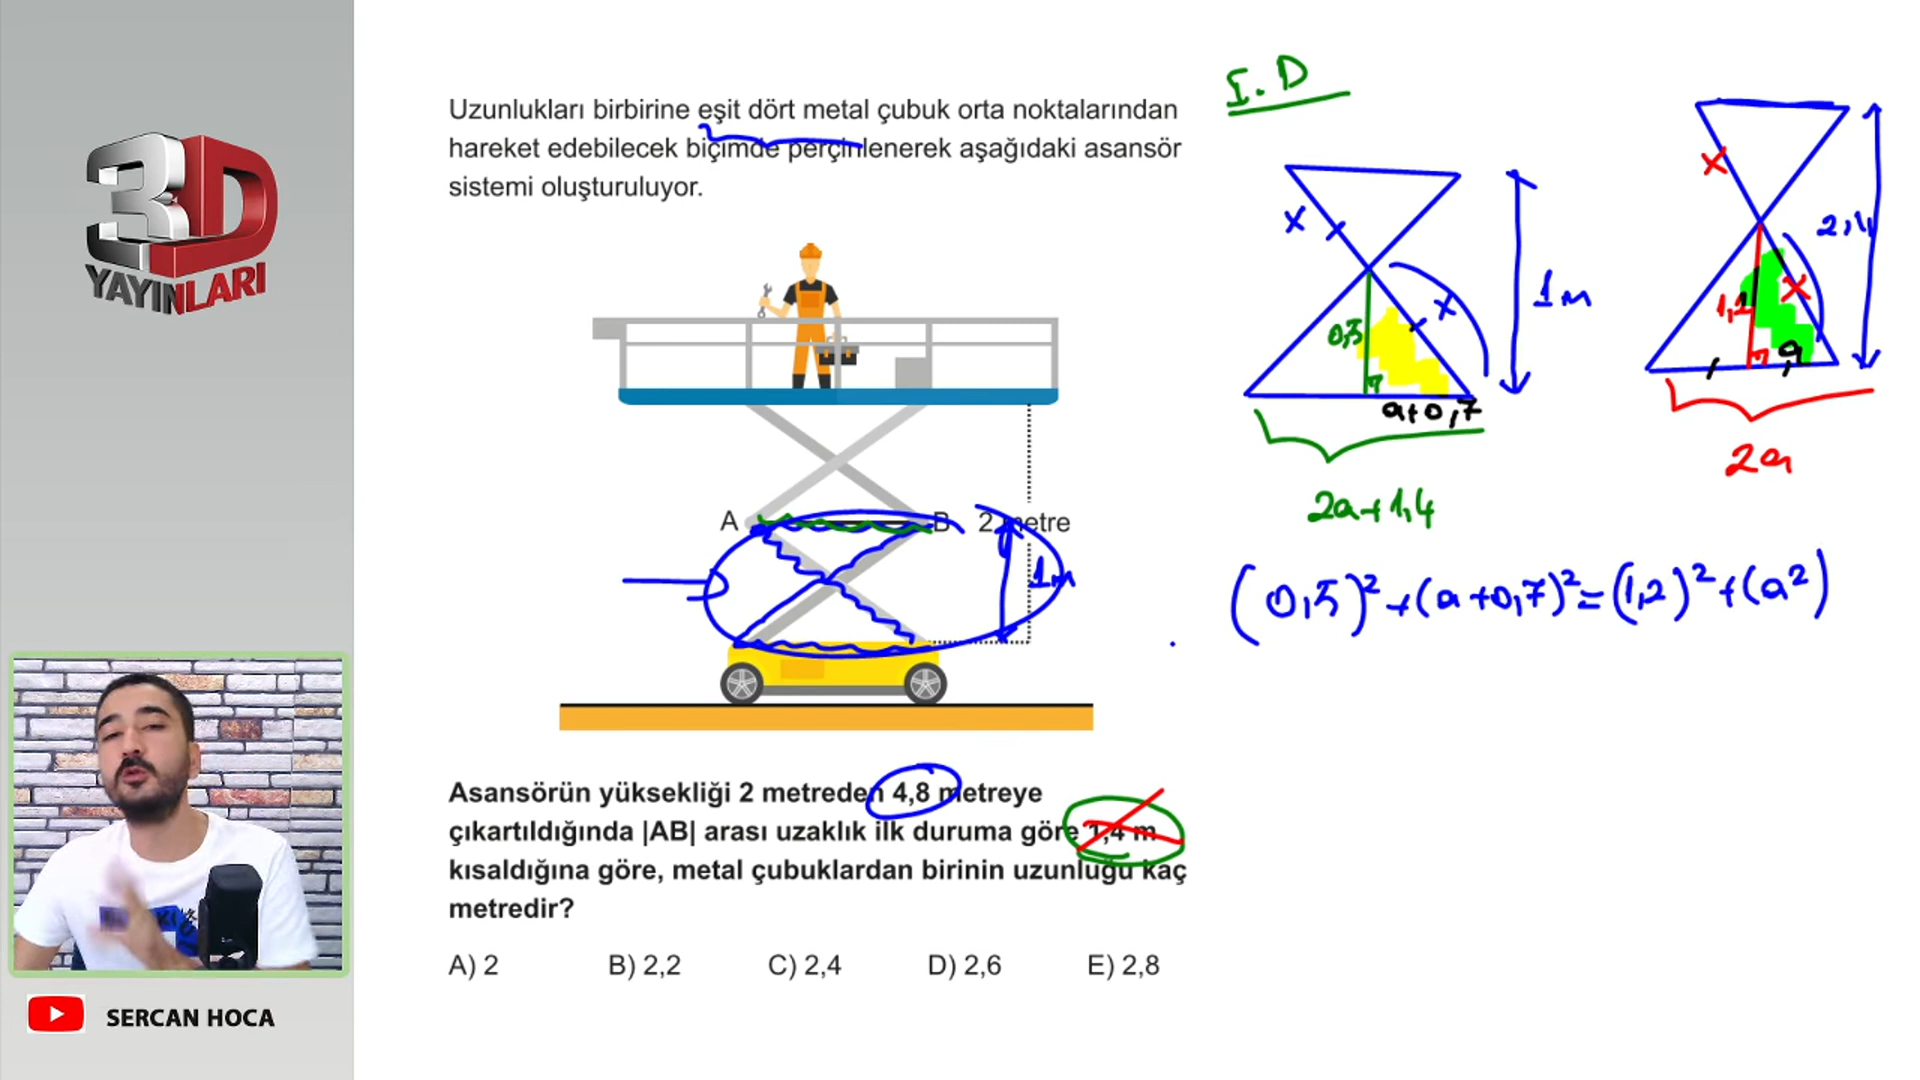 3D
YAYINLARI
Uzunlukları birbirine eşit dört metal çubuk orta noktalarından
hareket edebilecek biçimde perçinlenerek aşağıdaki asansör
sistemi oluşturuluyor.
A
B
2 metre
1m
Asansörün yüksekliği 2 metreden 4,8 metreye
çıkartıldığında |AB| arası uzaklık ilk duruma göre 1,4 m
kısaldığına göre, metal çubuklardan birinin uzunluğu kaç
metredir?
A) 2 B) 2,2 C) 2,4 D) 2,6 E) 2,8
I.D
x
x
0,5
a+0,7
1m
2a+1,4
x
x
1,2
a
2,4
2a
(0,5)²+(a+0,7)²=(1,2)²+(a²)
SERCAN HOCA